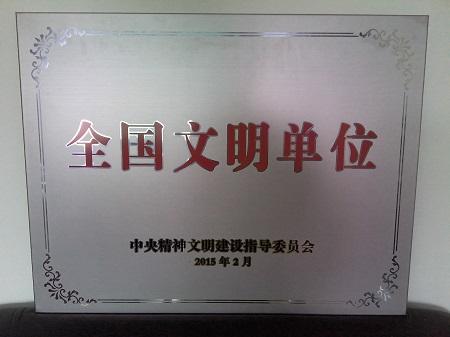 全国文明单位
中央精神文明建设指导委员会
2015年2月